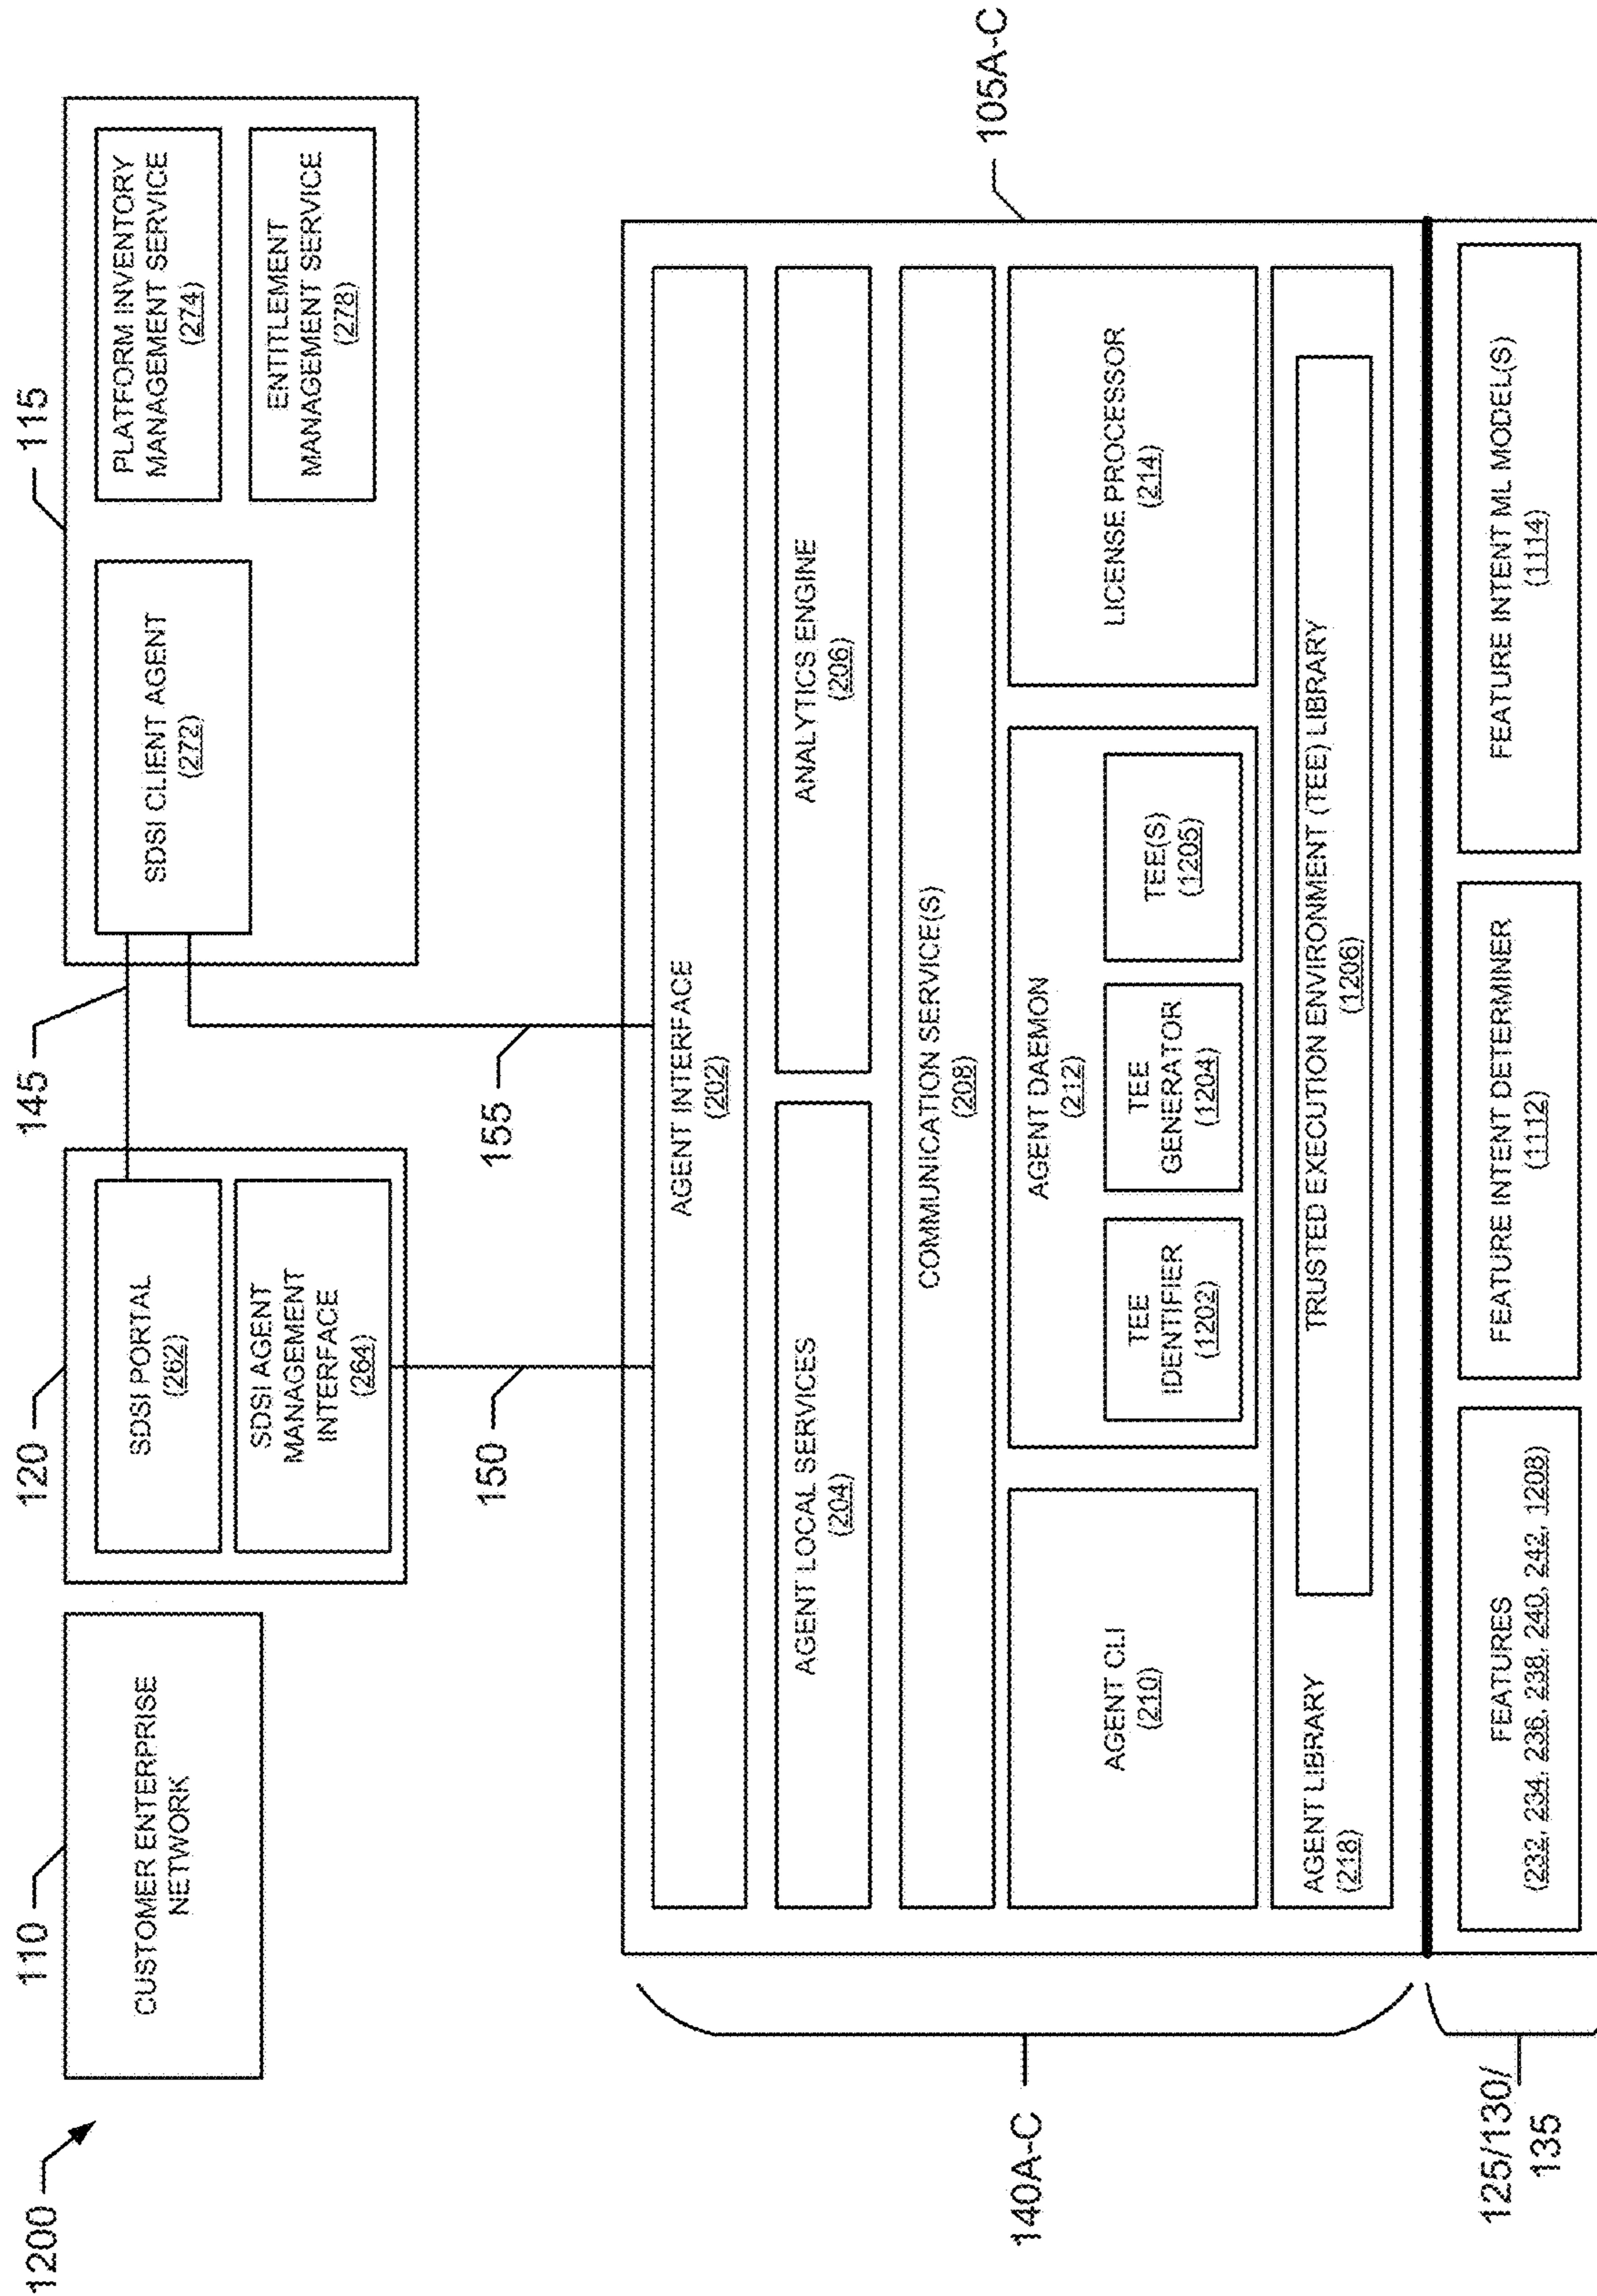 1200
110
CUSTOMER ENTERPRISE
NETWORK
120
SDSI PORTAL
(262)
SDSI AGENT
MANAGEMENT
INTERFACE
(264)
145
115
SDSI CLIENT AGENT
(272)
PLATFORM INVENTORY
MANAGEMENT SERVICE
(274)
ENTITLEMENT
MANAGEMENT SERVICE
(278)
150
155
105A-C
AGENT INTERFACE
(202)
AGENT LOCAL SERVICES
(204)
ANALYTICS ENGINE
(206)
COMMUNICATION SERVICE(S)
(208)
140A-C
AGENT CLI
(210)
AGENT DAEMON
(212)
TEE
IDENTIFIER
(1202)
TEE
GENERATOR
(1204)
TEE(S)
(1205)
LICENSE PROCESSOR
(214)
AGENT LIBRARY
(218)
TRUSTED EXECUTION ENVIRONMENT (TEE) LIBRARY
(1206)
125/130/
135
FEATURES
(232, 234, 236, 238, 240, 242, 1208)
FEATURE INTENT DETERMINER
(1112)
FEATURE INTENT ML MODEL(S)
(1114)